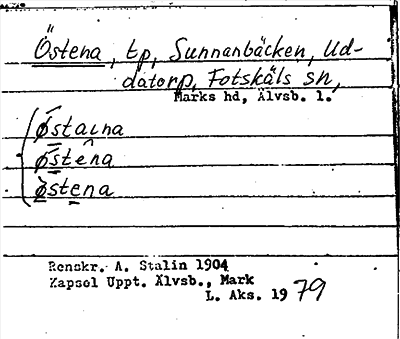 Östena, tp, Sunnanbäcken, Ud-
datorp, Fotskäls sn,
Marks hd, Älvsb. l.
østaına
østêna
østena
Renskr. A. Stalin 1904
Kapsel Uppt. Älvsb., Mark
L. Aks. 1979